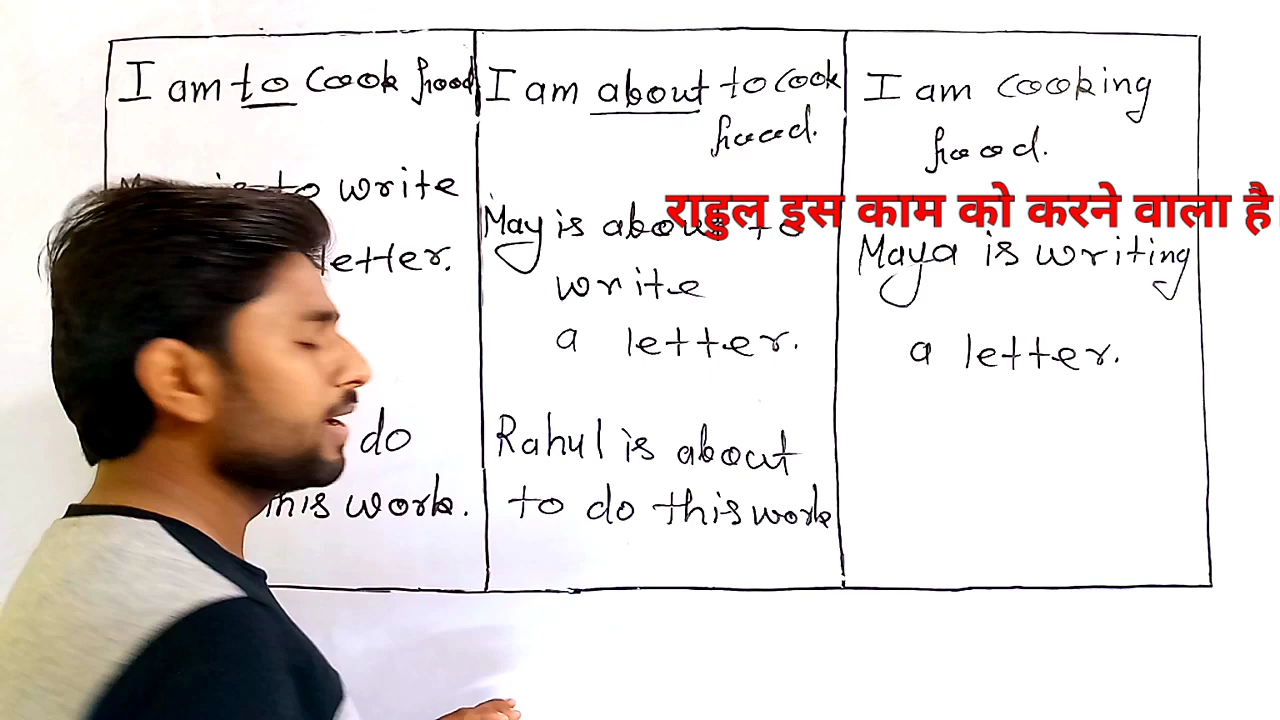 I am to cook food
is to write
letter.
do
this work.
I am about to cook
food.
May is about to
write
a letter.
Rahul is about
to do this work
I am cooking
food.
राहुल इस काम को करने वाला है
Maya is writing
a letter.